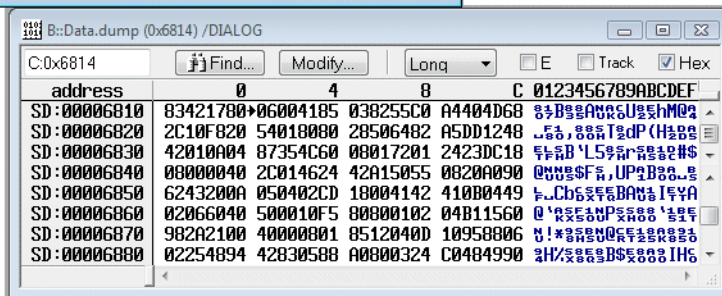 B::Data.dump (0x6814) /DIALOG
C:0x6814 Find... Modify... Long E Track Hex
address 0 4 8 C 0123456789ABCDEF
SD:00006810 83421780 06004185 038255C0 A4404D68
SD:00006820 2C10F820 54018080 28506482 A5DD1248
SD:00006830 42010A04 87354C60 08017201 2423DC18
SD:00006840 08000040 2C014624 42A15055 0820A090
SD:00006850 6243200A 050402CD 18004142 410B0449
SD:00006860 02066040 500010F5 80800102 04B11560
SD:00006870 982A2100 40000801 8512040D 10958806
SD:00006880 02254894 42830588 A0800324 C0484990